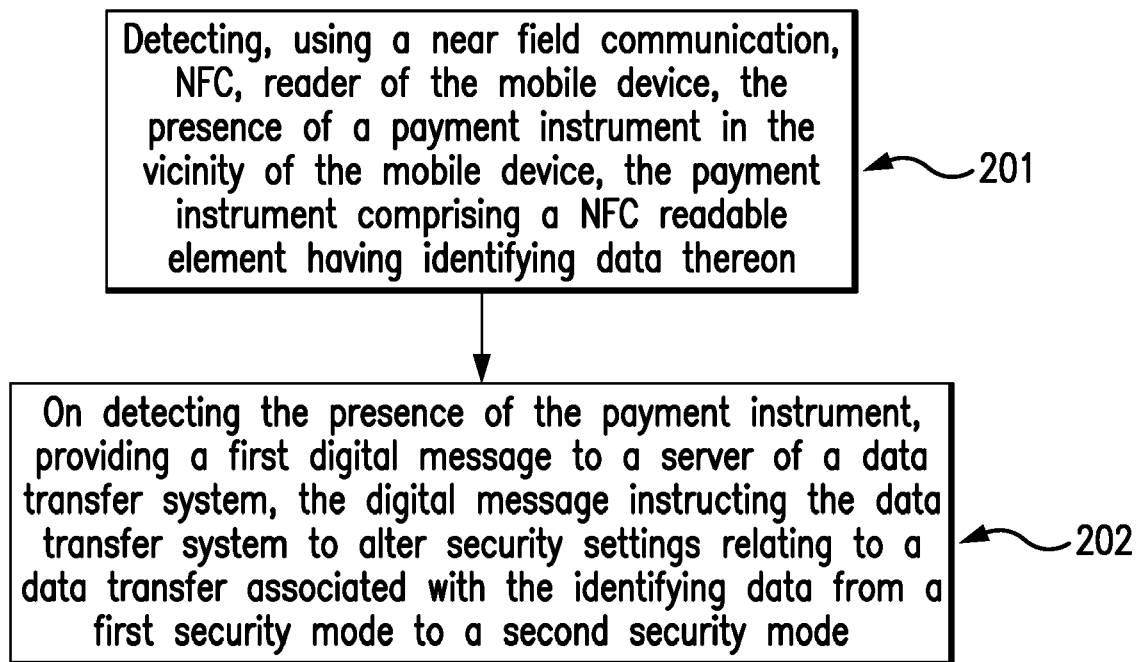 Detecting, using a near field communication,
NFC, reader of the mobile device, the
presence of a payment instrument in the
vicinity of the mobile device, the payment
instrument comprising a NFC readable
element having identifying data thereon
201
On detecting the presence of the payment instrument,
providing a first digital message to a server of a data
transfer system, the digital message instructing the data
transfer system to alter security settings relating to a
data transfer associated with the identifying data from a
first security mode to a second security mode
202